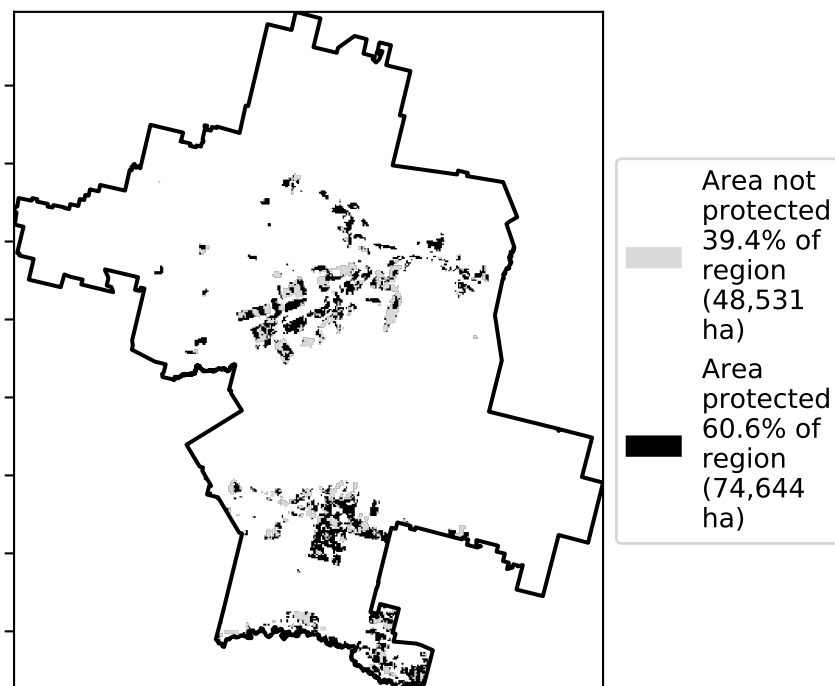 Area not
protected
39.4% of
region
(48,531
ha)
Area
protected
60.6% of
region
(74,644
ha)